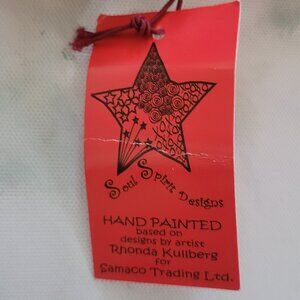 Soul Spirit Designs
HAND PAINTED
based on
designs by artist
Rhonda Kullberg
for
Samaco Trading Ltd.